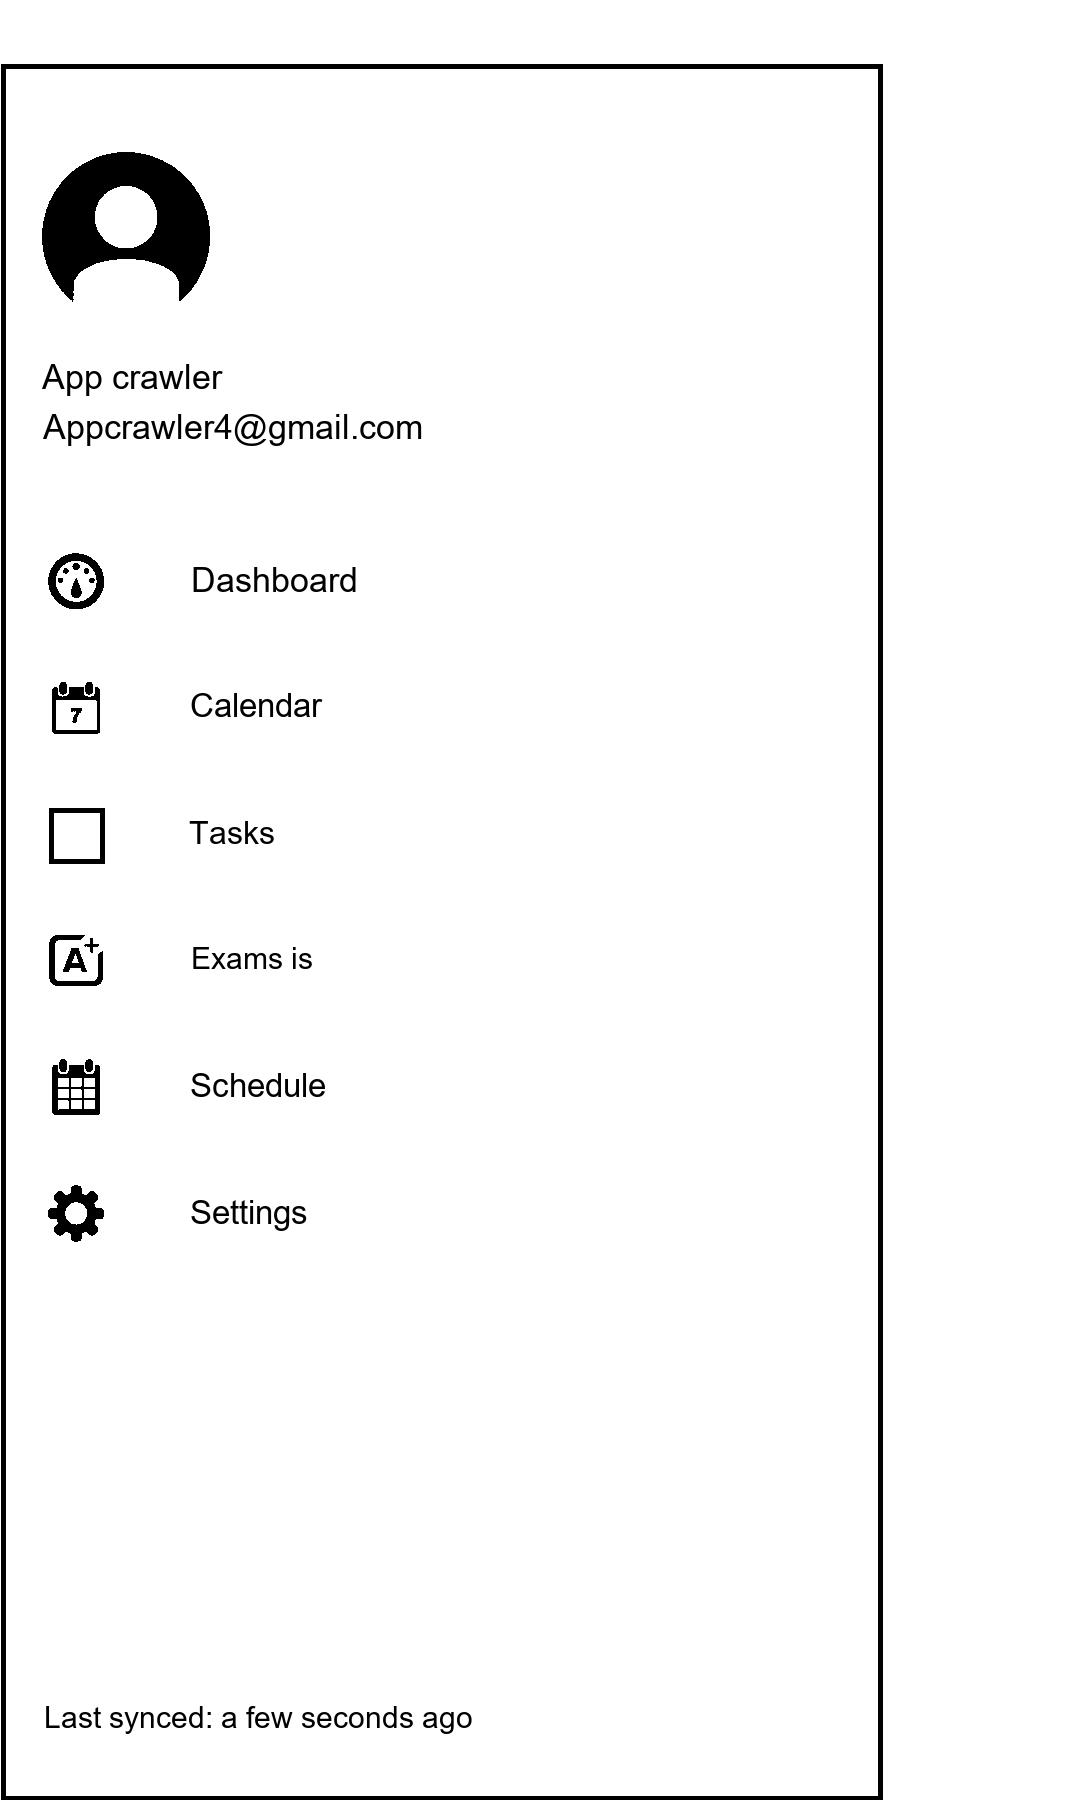 App crawler
Appcrawler4@gmail.com
Dashboard
7
Calendar
Tasks
A+
Exams is
Schedule
Settings
Last synced: a few seconds ago